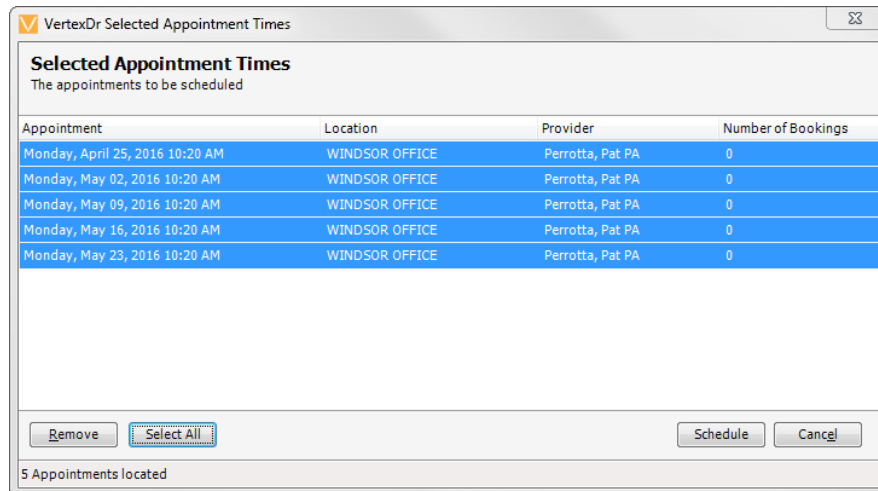 VertexDr Selected Appointment Times
Selected Appointment Times
The appointments to be scheduled
Appointment Location Provider Number of Bookings
Monday, April 25, 2016 10:20 AM WINDSOR OFFICE Perrotta, Pat PA 0
Monday, May 02, 2016 10:20 AM WINDSOR OFFICE Perrotta, Pat PA 0
Monday, May 09, 2016 10:20 AM WINDSOR OFFICE Perrotta, Pat PA 0
Monday, May 16, 2016 10:20 AM WINDSOR OFFICE Perrotta, Pat PA 0
Monday, May 23, 2016 10:20 AM WINDSOR OFFICE Perrotta, Pat PA 0
Remove Select All Schedule Cancel
5 Appointments located